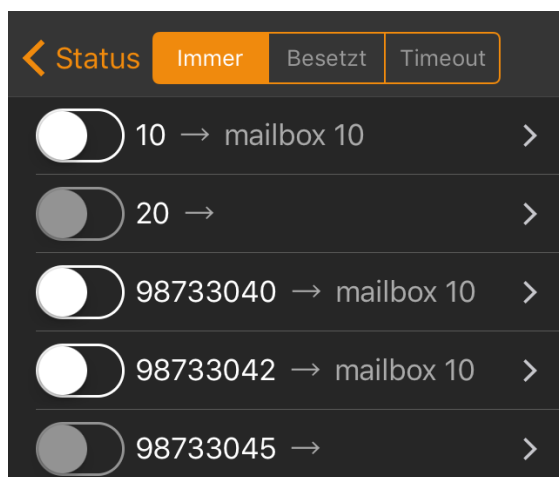 Status Immer Besetzt Timeout
10 → mailbox 10
20 →
98733040 → mailbox 10
98733042 → mailbox 10
98733045 →